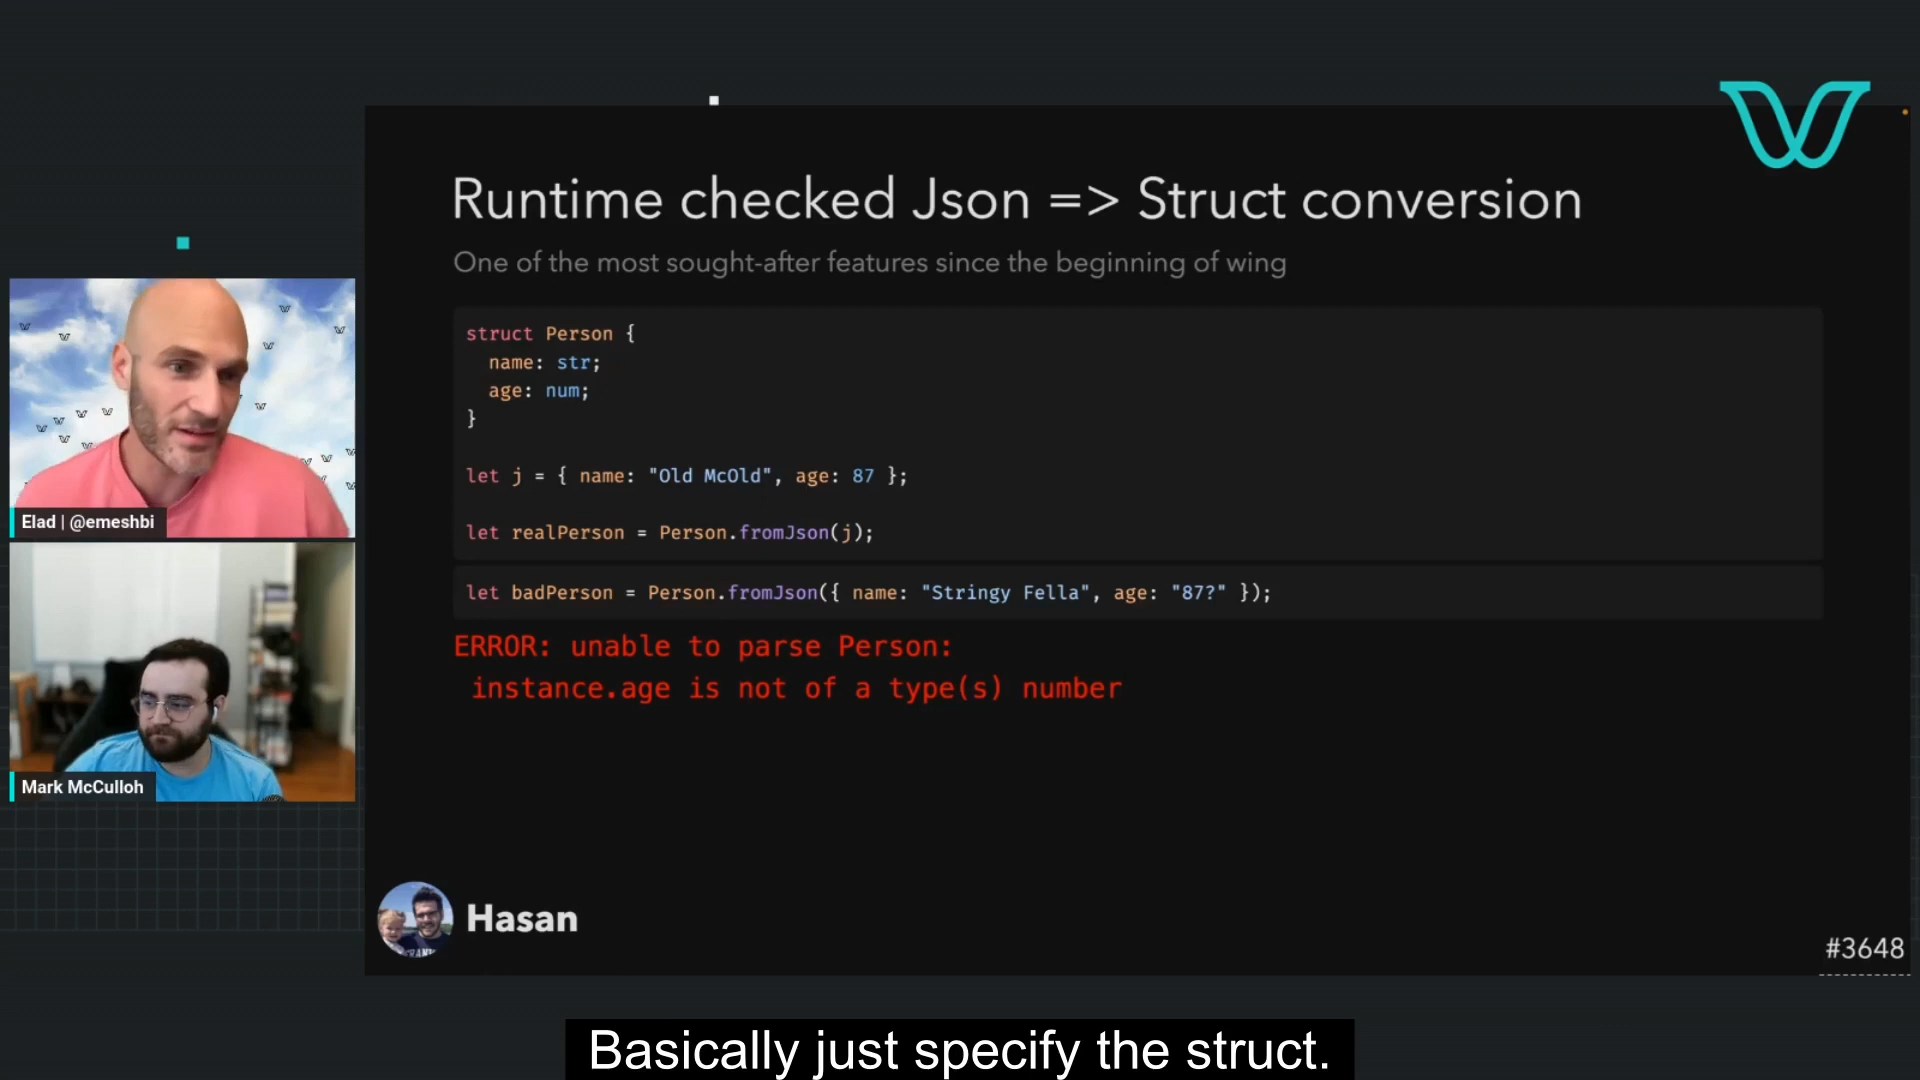 Runtime checked Json => Struct conversion
One of the most sought-after features since the beginning of wing
struct Person {
  name: str;
  age: num;
}
let j = { name: "Old McOld", age: 87 };
let realPerson = Person.fromJson(j);
let badPerson = Person.fromJson({ name: "Stringy Fella", age: "87?" });
ERROR: unable to parse Person:
 instance.age is not of a type(s) number
Elad | @emeshbi
Mark McCulloh
Hasan
#3648
Basically just specify the struct.